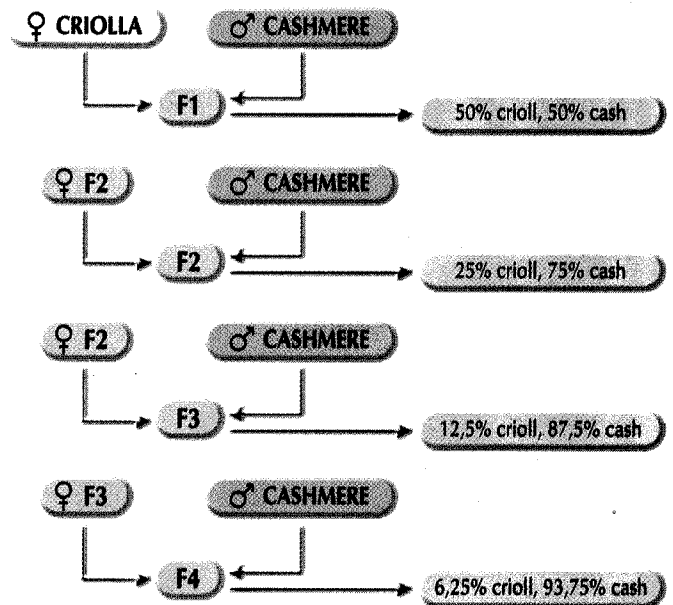 ♀ CRIOLLA ♂ CASHMERE
F1 50% crioll, 50% cash
♀ F2 ♂ CASHMERE
F2 25% crioll, 75% cash
♀ F2 ♂ CASHMERE
F3 12,5% crioll, 87,5% cash
♀ F3 ♂ CASHMERE
F4 6,25% crioll, 93,75% cash